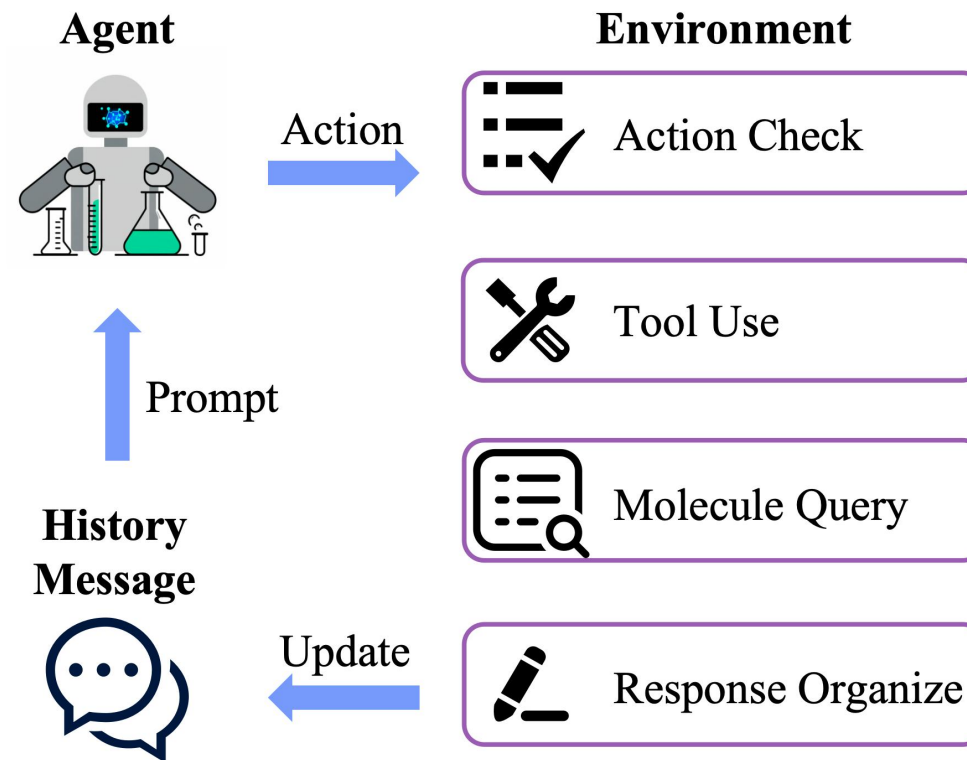 Agent
Environment
Action
Action Check
Tool Use
Prompt
Molecule Query
History
Message
Update
Response Organize